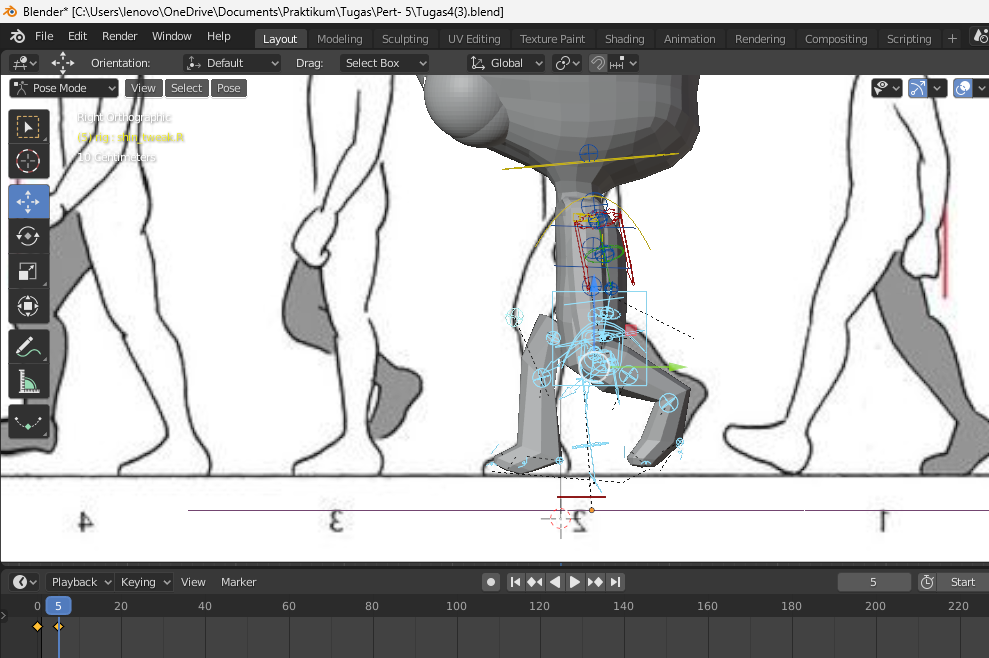 Blender* [C:\Users\lenovo\OneDrive\Documents\Praktikum\Tugas\Pert- 5\Tugas4(3).blend]
File Edit Render Window Help Layout Modeling Sculpting UV Editing Texture Paint Shading Animation Rendering Compositing Scripting +
Orientation: Default Drag: Select Box Global
Pose Mode View Select Pose
Right Orthographic
10 Centimeters
4 3 2 1
Playback Keying View Marker 5 Start
0 5 20 40 60 80 100 120 140 160 180 200 220